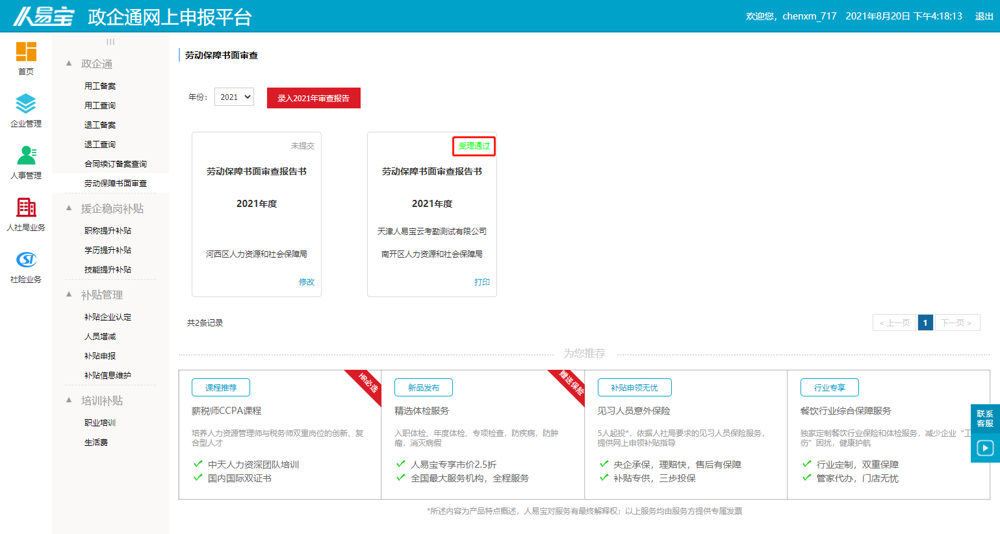 人易宝 政企通网上申报平台
欢迎您，chenxm_717 2021年8月20日 下午4:18:13 退出
首页
企业管理
人事管理
人社局业务
社险业务
政企通
用工备案
用工查询
退工备案
退工查询
合同续订备案查询
劳动保障书面审查
援企稳岗补贴
职称提升补贴
学历提升补贴
技能提升补贴
补贴管理
补贴企业认定
人员增减
补贴申报
补贴信息维护
培训补贴
职业培训
生活费
劳动保障书面审查
年份： 2021 录入2021年审查报告
未提交
劳动保障书面审查报告书
2021年度
河西区人力资源和社会保障局
修改
受理通过
劳动保障书面审查报告书
2021年度
天津人易宝云考勤测试有限公司
南开区人力资源和社会保障局
打印
共2条记录
< 上一页 1 下一页 >
为您推荐
课程推荐
HR必选
薪税师CCPA课程
培养人力资源管理师与税务师双重岗位的创新、复
合型人才
中天人力资深团队培训
国内国际双证书
新品发布
赠送保险
精选体检服务
入职体检、年度体检、专项检查，防疾病，防肿
瘤，消灭病假
人易宝专享市价2.5折
全国最大服务机构，全程服务
补贴申领无忧
见习人员意外保险
5人起投*，依据人社局要求的见习人员保险服务，
提供网上申领补贴指导
央企承保，理赔快，售后有保障
补贴专供，三步投保
行业专享
餐饮行业综合保障服务
独家定制餐饮行业保险和体检服务，减少企业“工
伤”困扰，健康护航
行业定制，双重保障
管家代办，门店无忧
联系
客服
*所述内容为产品特点概述，人易宝对服务有最终解释权；以上服务均由服务方提供专属发票